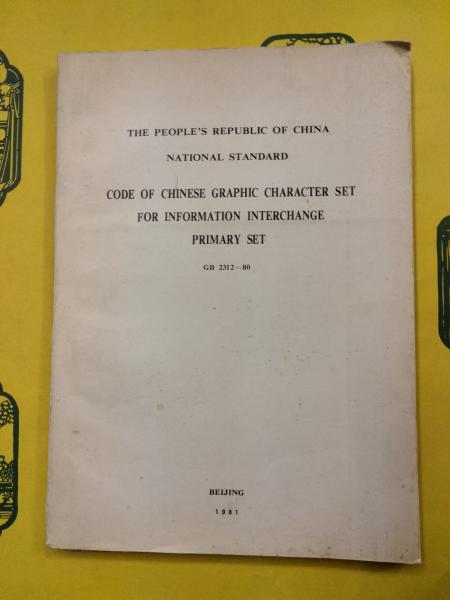 THE PEOPLE'S REPUBLIC OF CHINA
NATIONAL STANDARD
CODE OF CHINESE GRAPHIC CHARACTER SET
FOR INFORMATION INTERCHANGE
PRIMARY SET
GB 2312—80
BEIJING
1981